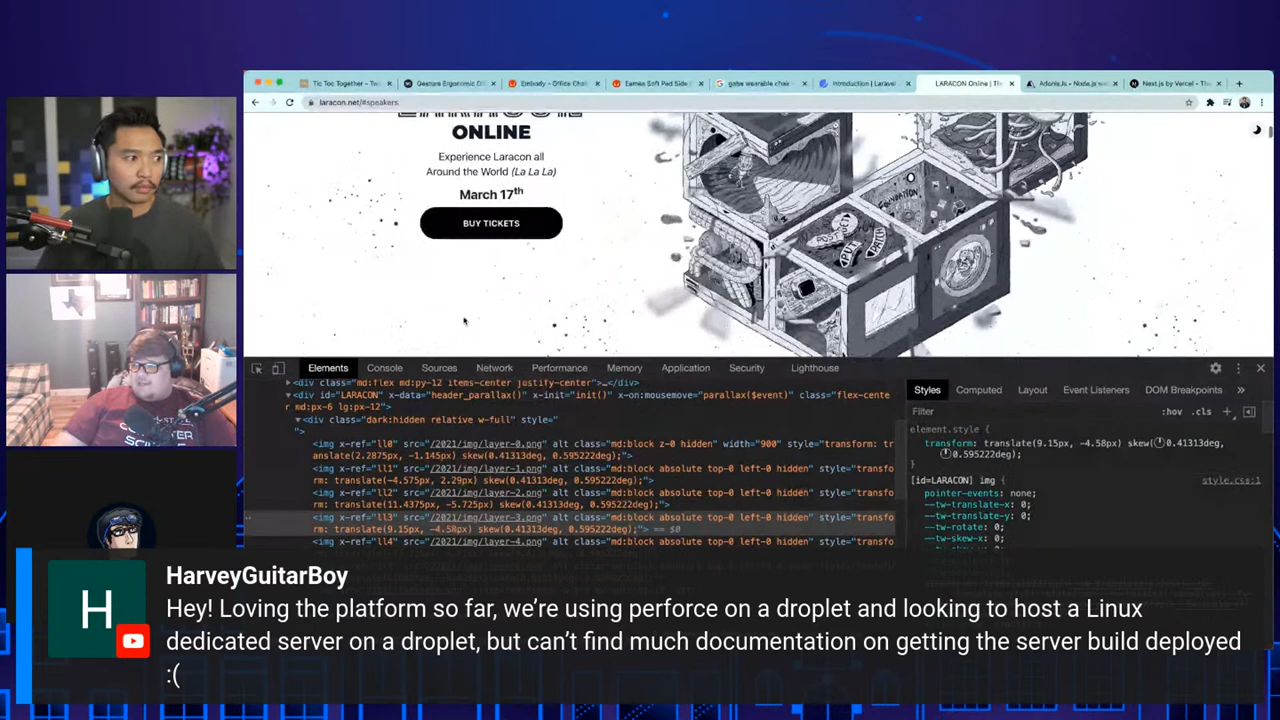 Tic Toc Together - Tw
Gesture Ergonomic Di
Embody - Office Chai
Eames Soft Pad Side
gabe wearable chair
Introduction | Laravel
LARACON Online | Th
AdonisJs - Node.js w
Next.js by Vercel - The
laracon.net/#speakers
ONLINE
Experience Laracon all
Around the World (La La La)
March 17th
BUY TICKETS
FOUNDATION
PUT
PATCH
Elements Console Sources Network Performance Memory Application Security Lighthouse
<div class="md:flex md:py-12 items-center justify-center">…</div>
<div id="LARACON" x-data="header_parallax()" x-init="init()" x-on:mousemove="parallax($event)" class="flex-cente
r md:px-6 lg:px-12">
<div class="dark:hidden relative w-full" style="
">
<img x-ref="ll0" src="/2021/img/layer-0.png" alt class="md:block z-0 hidden" width="900" style="transform: tr
anslate(2.2875px, -1.145px) skew(0.41313deg, 0.595222deg);">
<img x-ref="ll1" src="/2021/img/layer-1.png" alt class="md:block absolute top-0 left-0 hidden" style="transfo
rm: translate(-4.575px, 2.29px) skew(0.41313deg, 0.595222deg);">
<img x-ref="ll2" src="/2021/img/layer-2.png" alt class="md:block absolute top-0 left-0 hidden" style="transfo
rm: translate(11.4375px, -5.725px) skew(0.41313deg, 0.595222deg);">
<img x-ref="ll3" src="/2021/img/layer-3.png" alt class="md:block absolute top-0 left-0 hidden" style="transfo
rm: translate(9.15px, -4.58px) skew(0.41313deg, 0.595222deg);"> == $0
<img x-ref="ll4" src="/2021/img/layer-4.png" alt class="md:block absolute top-0 left-0 hidden" style="transfo
Styles Computed Layout Event Listeners DOM Breakpoints »
Filter
:hov .cls +
element.style {
transform: translate(9.15px, -4.58px) skew(0.41313deg,
0.595222deg);
}
[id=LARACON] img {
style.css:1
pointer-events: none;
--tw-translate-x: 0;
--tw-translate-y: 0;
--tw-rotate: 0;
--tw-skew-x: 0;
COMPUTER
H
HarveyGuitarBoy
Hey! Loving the platform so far, we're using perforce on a droplet and looking to host a Linux
dedicated server on a droplet, but can't find much documentation on getting the server build deployed
:(